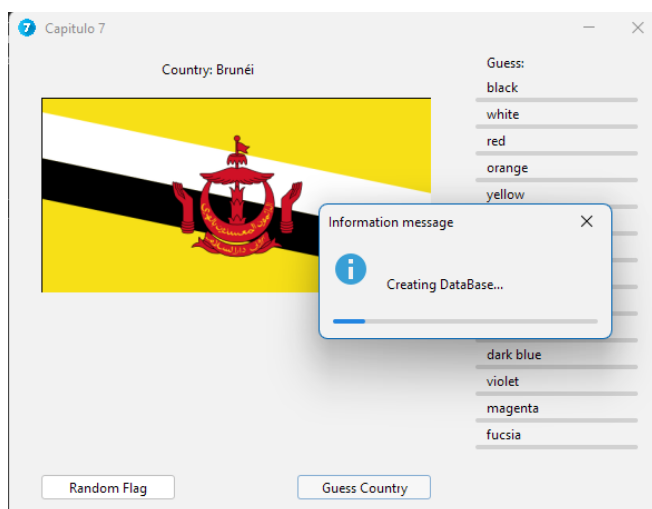 7 Capitulo 7
Country: Brunéi
Guess:
black
white
red
orange
yellow
Information message
Creating DataBase...
dark blue
violet
magenta
fucsia
Random Flag
Guess Country